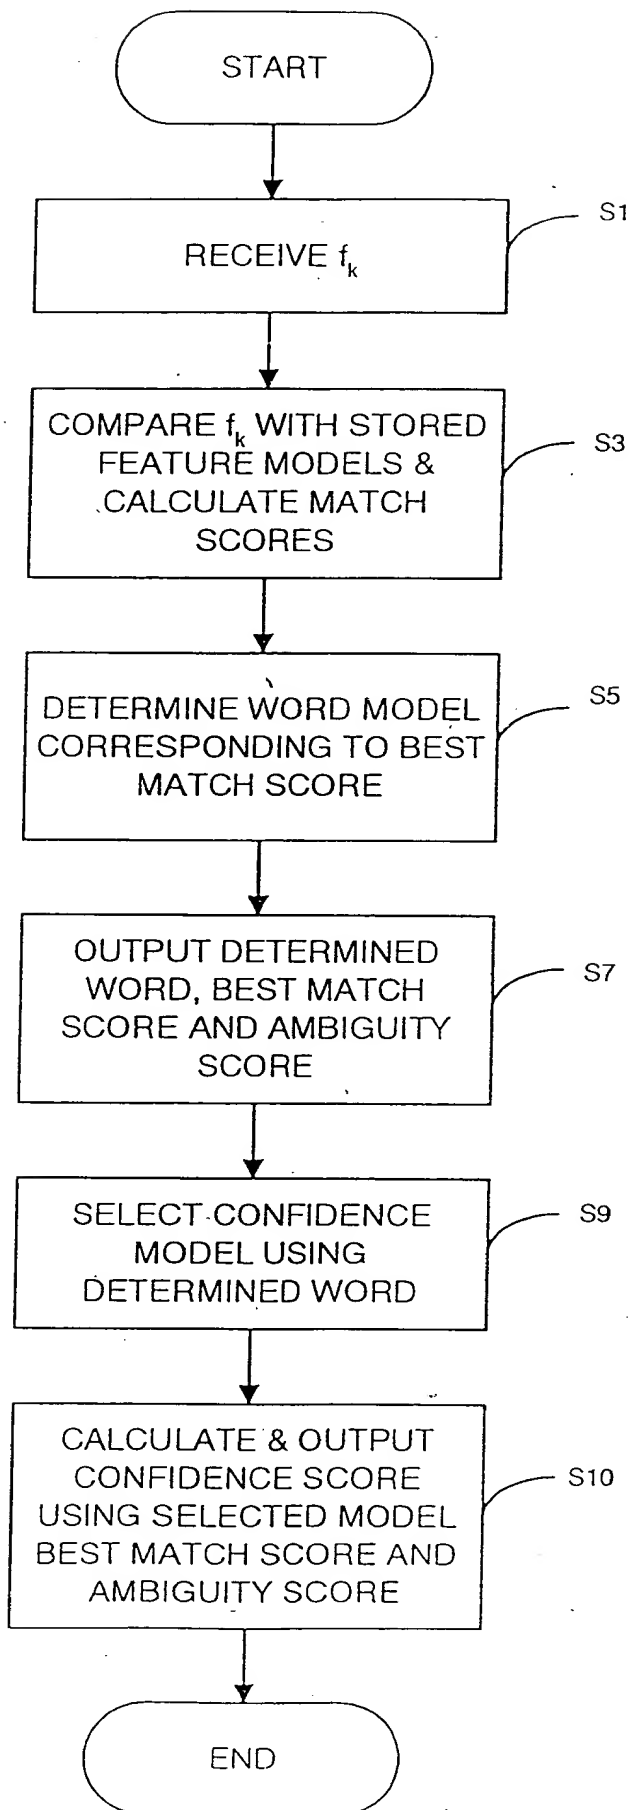 START
S1
RECEIVE fk
COMPARE fk WITH STORED
FEATURE MODELS &
CALCULATE MATCH
SCORES
S3
DETERMINE WORD MODEL
CORRESPONDING TO BEST
MATCH SCORE
S5
OUTPUT DETERMINED
WORD, BEST MATCH
SCORE AND AMBIGUITY
SCORE
S7
SELECT CONFIDENCE
MODEL USING
DETERMINED WORD
S9
CALCULATE & OUTPUT
CONFIDENCE SCORE
USING SELECTED MODEL
BEST MATCH SCORE AND
AMBIGUITY SCORE
S10
END